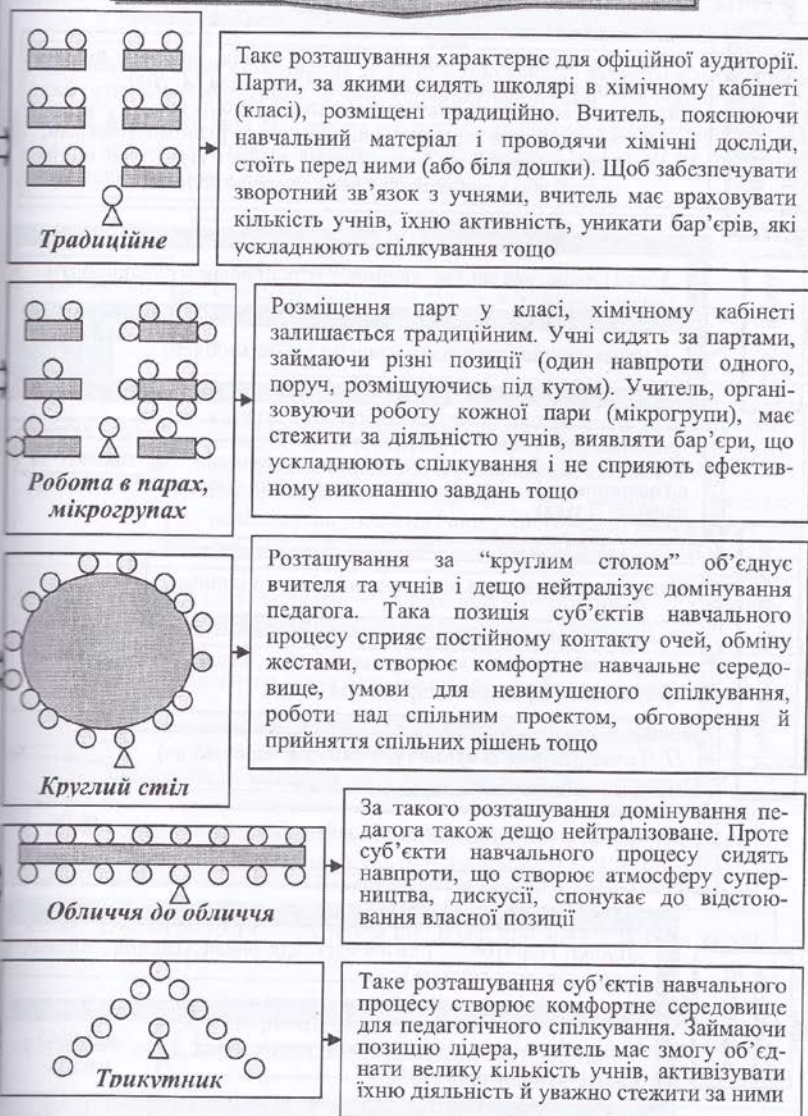 Таке розташування характерне для офіційної аудиторії.
Парти, за якими сидять школярі в хімічному кабінеті
(класі), розміщені традиційно. Вчитель, пояснюючи
навчальний матеріал і проводячи хімічні досліди,
стоїть перед ними (або біля дошки). Щоб забезпечувати
зворотний зв’язок з учнями, вчитель має враховувати
кількість учнів, їхню активність, уникати бар’єрів, які
ускладнюють спілкування тощо
Традиційне
Розміщення парт у класі, хімічному кабінеті
залишається традиційним. Учні сидять за партами,
займаючи різні позиції (один навпроти одного,
поруч, розміщуючись під кутом). Учитель, органі-
зовуючи роботу кожної пари (мікрогрупи), має
стежити за діяльністю учнів, виявляти бар’єри, що
ускладнюють спілкування і не сприяють ефектив-
ному виконанню завдань тощо
Робота в парах,
мікрогрупах
Розташування за “круглим столом” об’єднує
вчителя та учнів і дещо нейтралізує домінування
педагога. Така позиція суб’єктів навчального
процесу сприяє постійному контакту очей, обміну
жестами, створює комфортне навчальне середо-
вище, умови для невимушеного спілкування,
роботи над спільним проектом, обговорення й
прийняття спільних рішень тощо
Круглий стіл
За такого розташування домінування пе-
дагога також дещо нейтралізоване. Проте
суб’єкти навчального процесу сидять
навпроти, що створює атмосферу супер-
ництва, дискусії, спонукає до відстою-
вання власної позиції
Обличчя до обличчя
Таке розташування суб’єктів навчального
процесу створює комфортне середовище
для педагогічного спілкування. Займаючи
позицію лідера, вчитель має змогу об’єд-
нати велику кількість учнів, активізувати
їхню діяльність й уважно стежити за ними
Трикутник